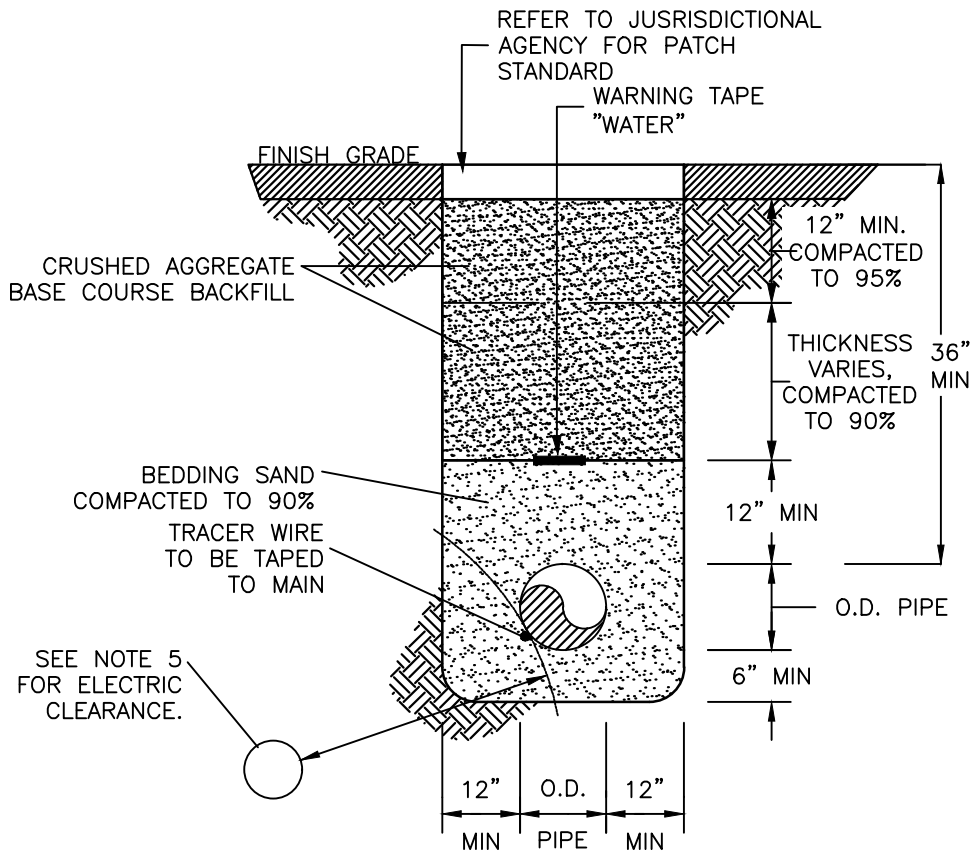 REFER TO JUSRISDICTIONAL
AGENCY FOR PATCH
STANDARD
WARNING TAPE
"WATER"
FINISH GRADE
12" MIN.
COMPACTED
TO 95%
CRUSHED AGGREGATE
BASE COURSE BACKFILL
THICKNESS
VARIES,
COMPACTED
TO 90%
36"
MIN
BEDDING SAND
COMPACTED TO 90%
12" MIN
TRACER WIRE
TO BE TAPED
TO MAIN
O.D. PIPE
SEE NOTE 5
FOR ELECTRIC
CLEARANCE.
6" MIN
12"
MIN
O.D.
PIPE
12"
MIN